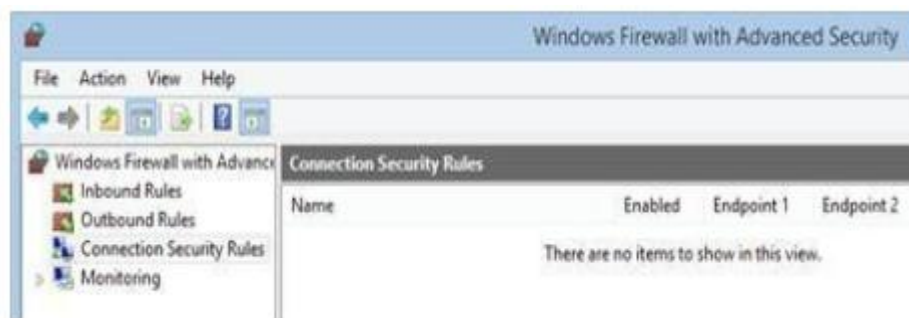 Windows Firewall with Advanced Security
File Action View Help
Windows Firewall with Advance
Inbound Rules
Outbound Rules
Connection Security Rules
Monitoring
Connection Security Rules
Name Enabled Endpoint 1 Endpoint 2
There are no items to show in this view.